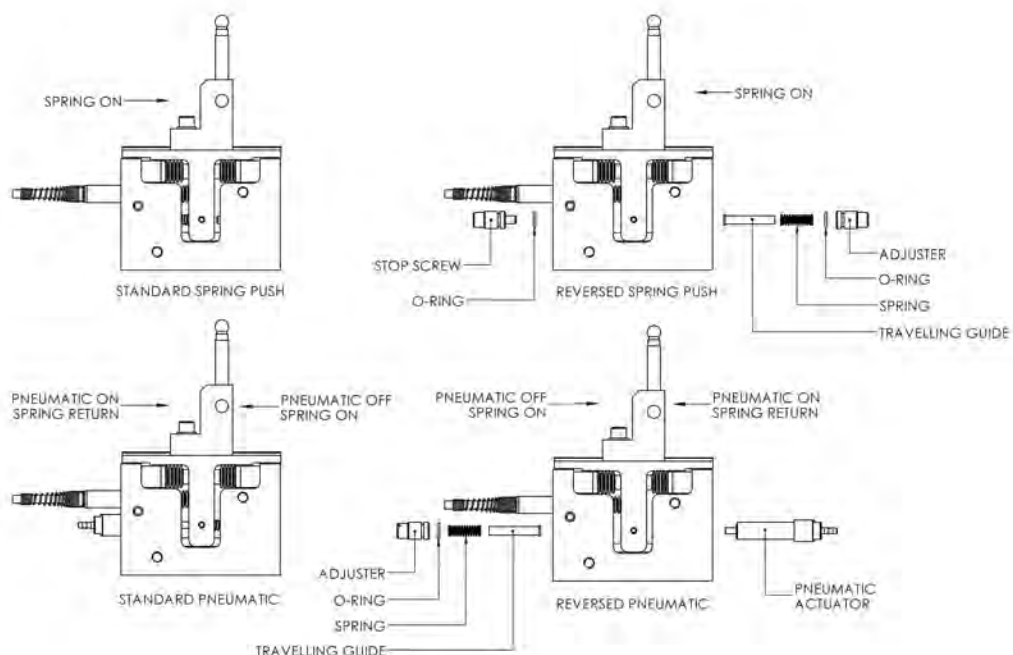 SPRING ON
SPRING ON
STOP SCREW
O-RING
STANDARD SPRING PUSH
REVERSED SPRING PUSH
ADJUSTER
O-RING
SPRING
TRAVELLING GUIDE
PNEUMATIC ON
SPRING RETURN
PNEUMATIC OFF
SPRING ON
PNEUMATIC OFF
SPRING ON
PNEUMATIC ON
SPRING RETURN
STANDARD PNEUMATIC
ADJUSTER
O-RING
SPRING
TRAVELLING GUIDE
REVERSED PNEUMATIC
PNEUMATIC
ACTUATOR